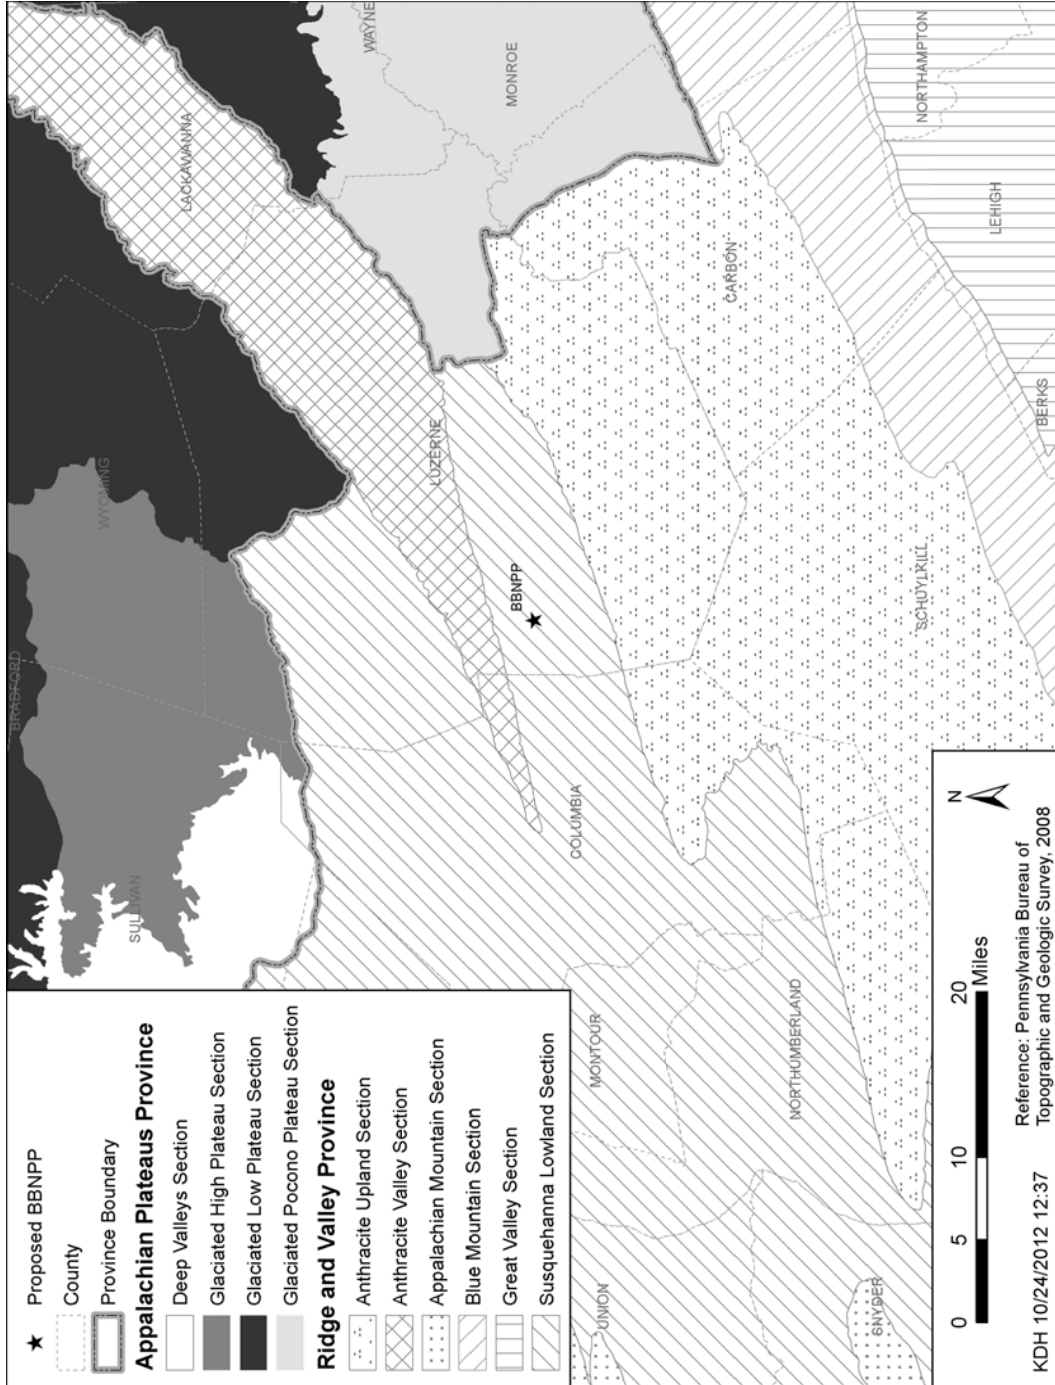 Proposed BBNPP
County
Province Boundary
Appalachian Plateaus Province
Deep Valleys Section
Glaciated High Plateau Section
Glaciated Low Plateau Section
Glaciated Pocono Plateau Section
Ridge and Valley Province
Anthracite Upland Section
Anthracite Valley Section
Appalachian Mountain Section
Blue Mountain Section
Great Valley Section
Susquehanna Lowland Section
BRADFORD
WYOMING
SULLIVAN
LACKAWANNA
WAYNE
LUZERNE
MONROE
BBNPP
COLUMBIA
MONTOUR
UNION
CARBON
NORTHUMBERLAND
SNYDER
SCHUYLKILL
NORTHAMPTON
LEHIGH
BERKS
N
0 5 10 20
Miles
Reference: Pennsylvania Bureau of
Topographic and Geologic Survey, 2008
KDH 10/24/2012 12:37